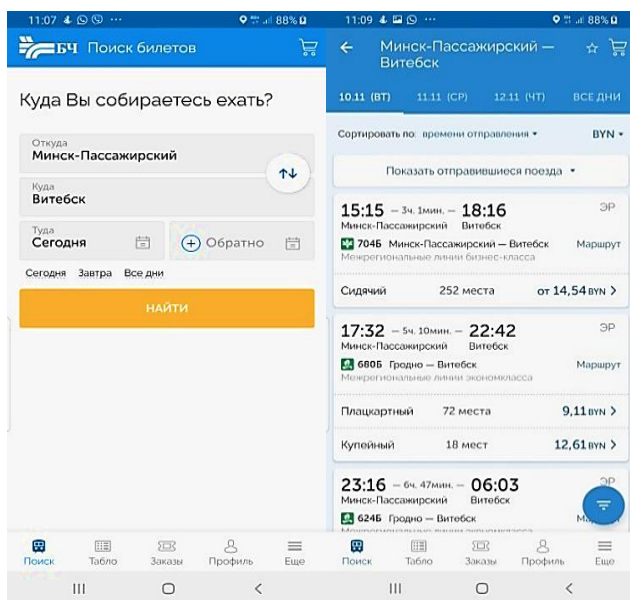 11:07
88%
БЧ Поиск билетов
Куда Вы собираетесь ехать?
Откуда
Минск-Пассажирский
Куда
Витебск
Туда
Сегодня
Обратно
Сегодня Завтра Все дни
НАЙТИ
Поиск Табло Заказы Профиль Еще
11:09
88%
Минск-Пассажирский —
Витебск
10.11 (ВТ) 11.11 (СР) 12.11 (ЧТ) ВСЕ ДНИ
Сортировать по: времени отправления BYN
Показать отправившиеся поезда
15:15 – 3ч. 1мин. – 18:16 ЭР
Минск-Пассажирский Витебск
704Б Минск-Пассажирский — Витебск Маршрут
Межрегиональные линии бизнес-класса
Сидячий 252 места от 14,54 BYN
17:32 – 5ч. 10мин. – 22:42 ЭР
Минск-Пассажирский Витебск
680Б Гродно — Витебск Маршрут
Межрегиональные линии экономкласса
Плацкартный 72 места 9,11 BYN
Купейный 18 мест 12,61 BYN
23:16 – 6ч. 47мин. – 06:03 ЭР
Минск-Пассажирский Витебск
624Б Гродно — Витебск
Поиск Табло Заказы Профиль Еще